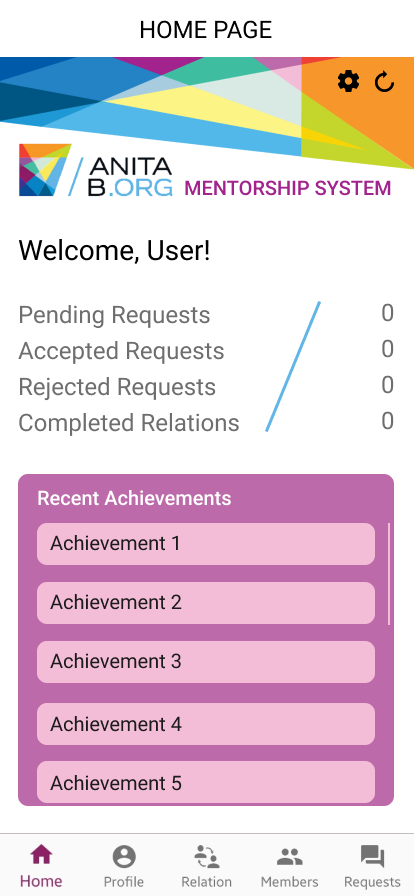 HOME PAGE
ANITA
B.ORG MENTORSHIP SYSTEM
Welcome, User!
Pending Requests 0
Accepted Requests 0
Rejected Requests 0
Completed Relations 0
Recent Achievements
Achievement 1
Achievement 2
Achievement 3
Achievement 4
Achievement 5
Home Profile Relation Members Requests